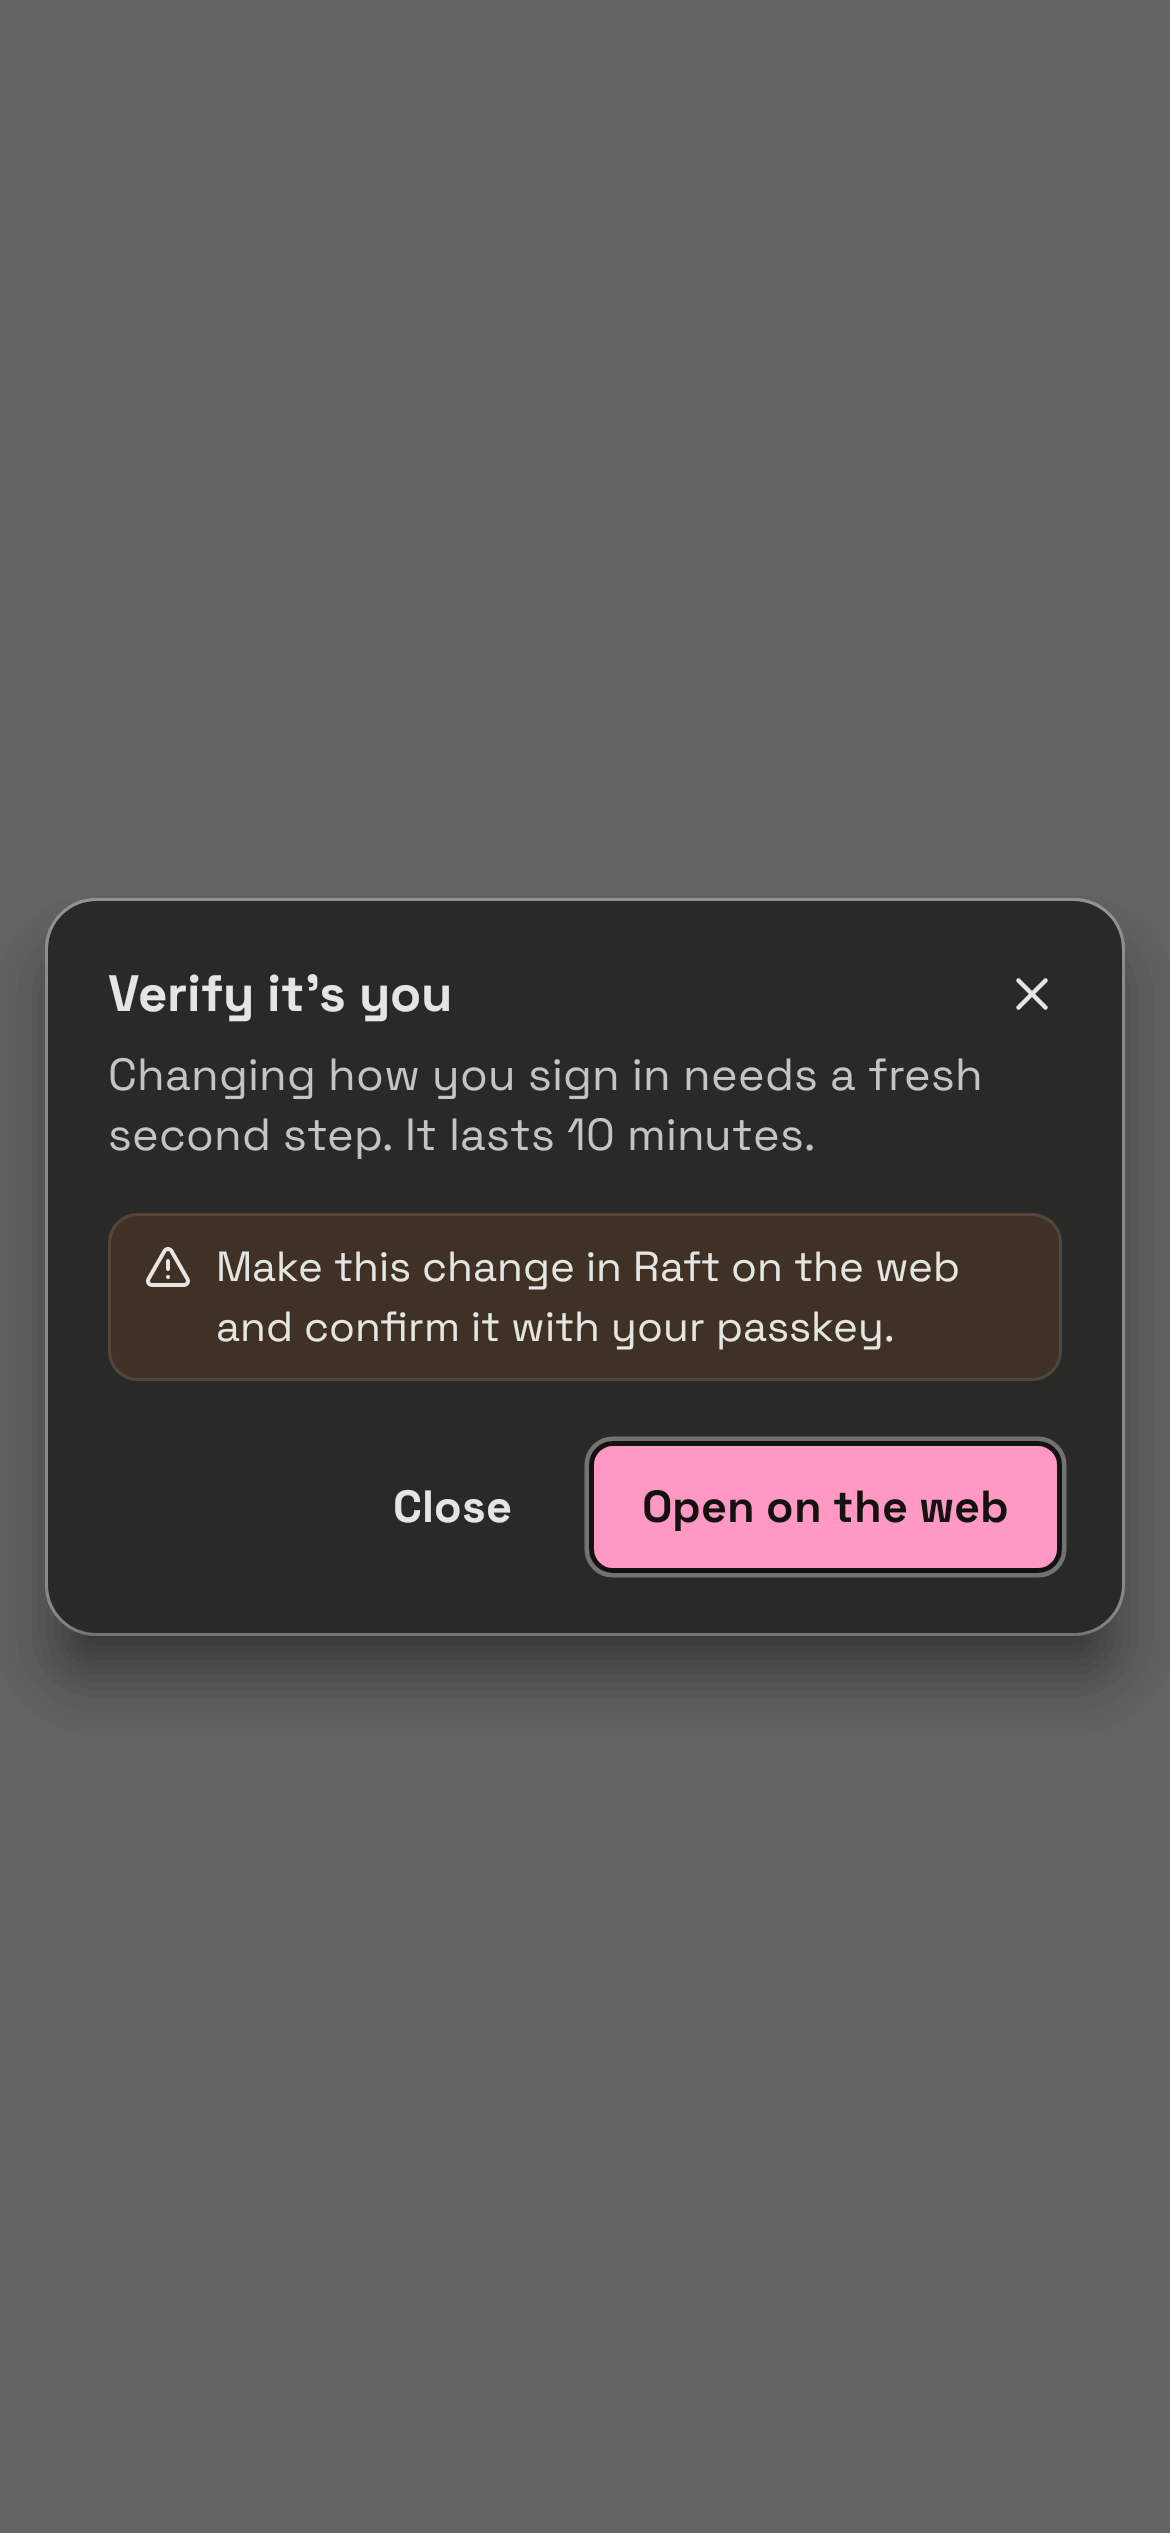 Verify it’s you
Changing how you sign in needs a fresh
second step. It lasts 10 minutes.
Make this change in Raft on the web
and confirm it with your passkey.
Close
Open on the web